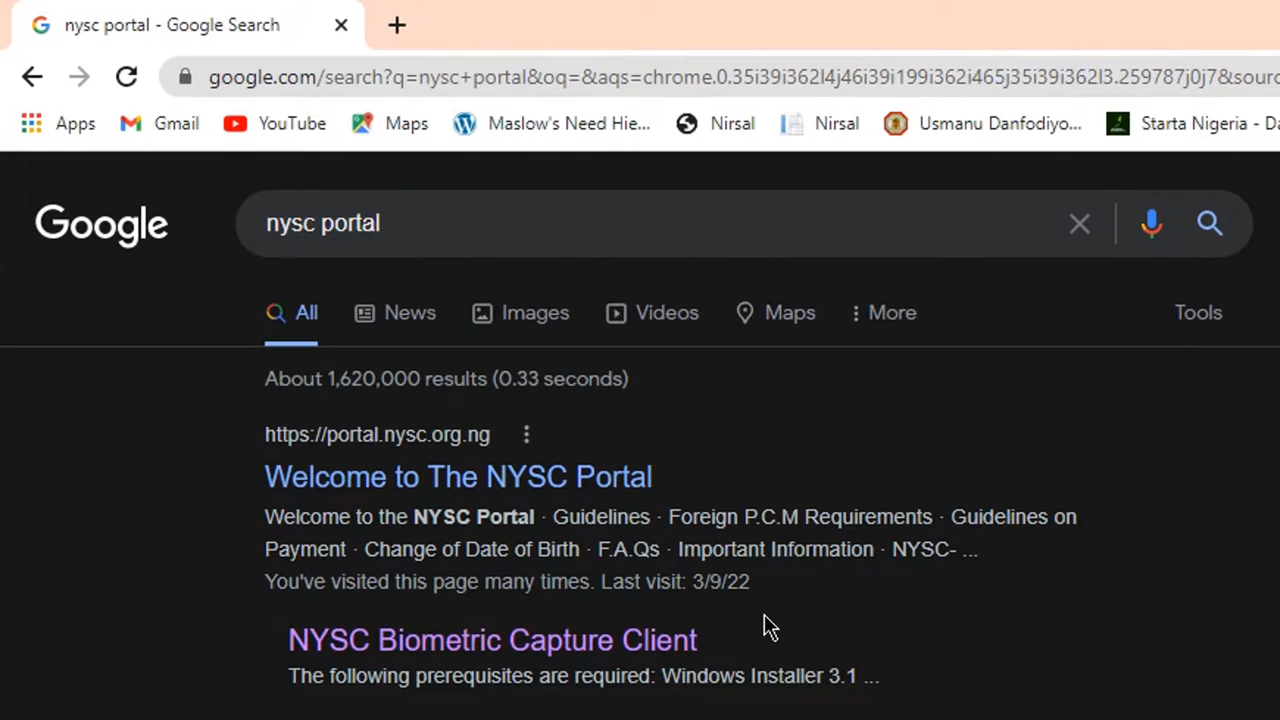 nysc portal - Google Search
google.com/search?q=nysc+portal&oq=&aqs=chrome.0.35i39i362l4j46i39i199i362i465j35i39i362l3.259787j0j7&sourc
Apps Gmail YouTube Maps Maslow's Need Hie... Nirsal Nirsal Usmanu Danfodiyo... Starta Nigeria - Da
Google nysc portal
All News Images Videos Maps More Tools
About 1,620,000 results (0.33 seconds)
https://portal.nysc.org.ng
Welcome to The NYSC Portal
Welcome to the NYSC Portal · Guidelines · Foreign P.C.M Requirements · Guidelines on
Payment · Change of Date of Birth · F.A.Qs · Important Information · NYSC- ...
You've visited this page many times. Last visit: 3/9/22
NYSC Biometric Capture Client
The following prerequisites are required: Windows Installer 3.1 ...